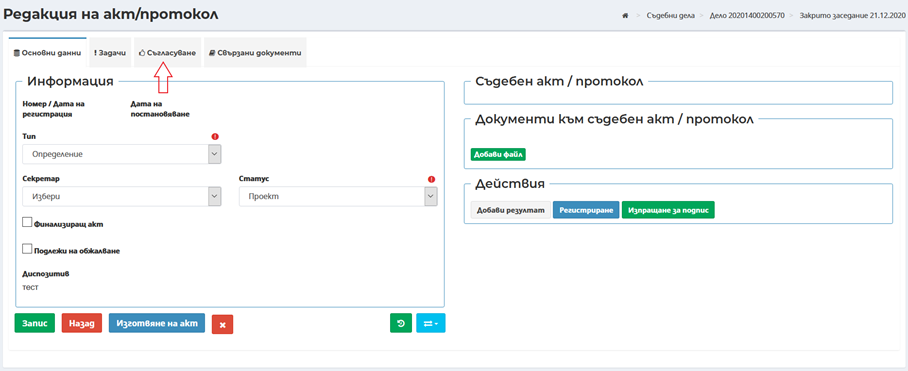 Редакция на акт/протокол
Съдебни дела > Дело 20201400200570 > Закрито заседание 21.12.2020
Основни данни
Задачи
Съгласуване
Свързани документи
Информация
Номер / Дата на регистрация
Дата на постановяване
Тип
Определение
Секретар
Избери
Статус
Проект
Финализиращ акт
Подлежи на обжалване
Диспозитив
тест
Запис
Назад
Изготвяне на акт
Съдебен акт / протокол
Документи към съдебен акт / протокол
Добави файл
Действия
Добави резултат
Регистриране
Изпращане за подпис